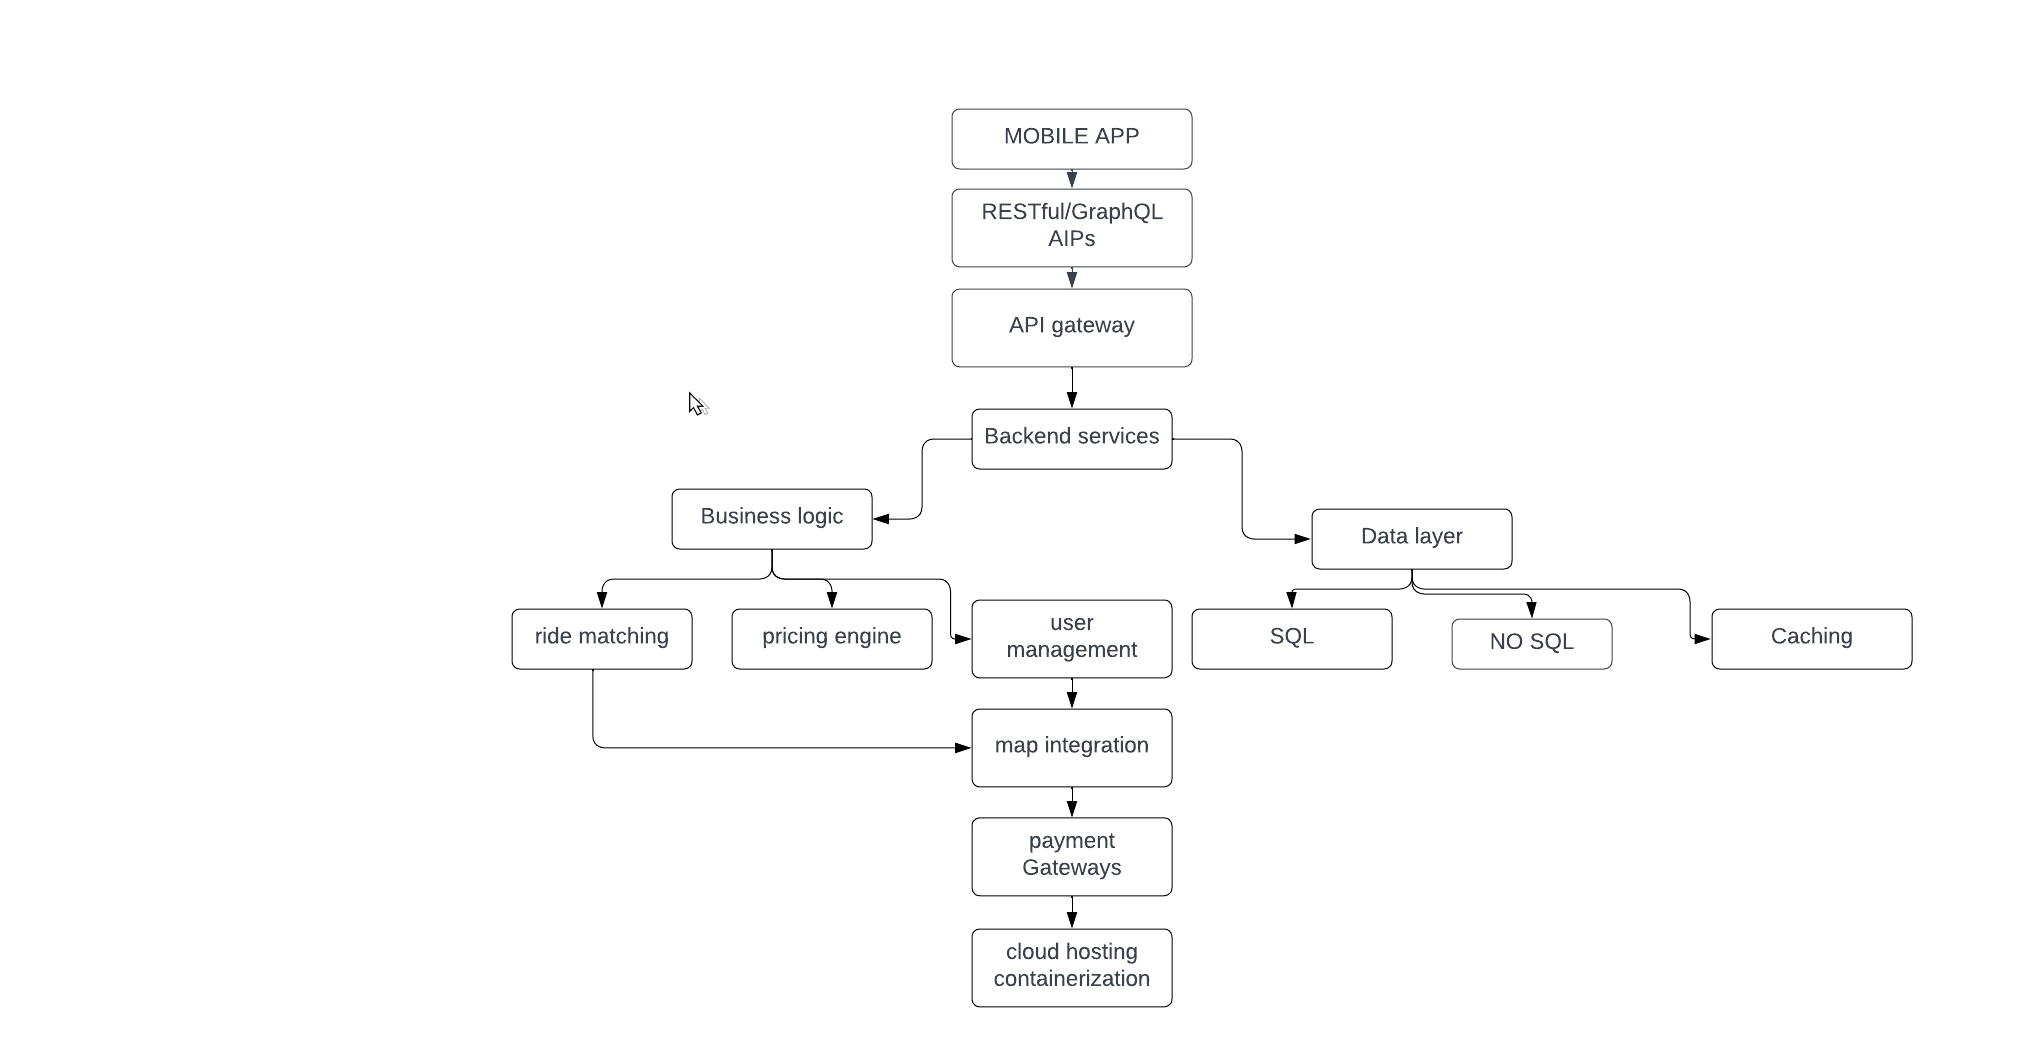 MOBILE APP
RESTful/GraphQL
AIPs
API gateway
Backend services
Business logic
Data layer
ride matching
pricing engine
user
management
SQL
NO SQL
Caching
map integration
payment
Gateways
cloud hosting
containerization